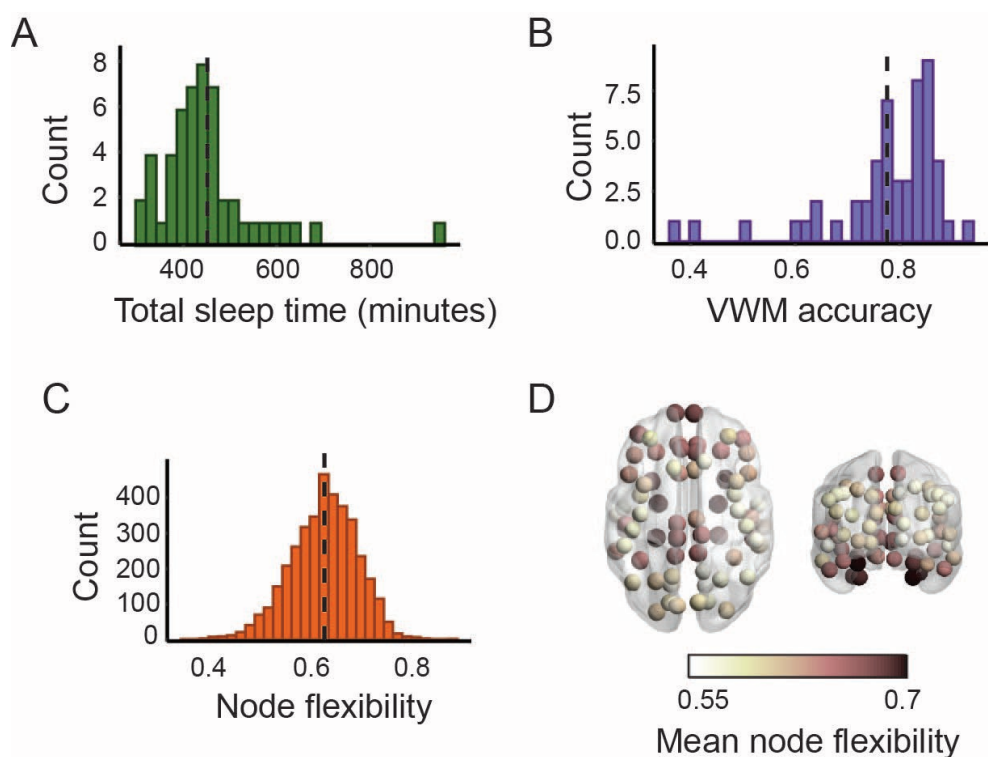 A
8
6
4
2
0
Count
400
600
800
Total sleep time (minutes)
B
7.5
5.0
2.5
0.0
Count
0.4
0.6
0.8
VWM accuracy
C
400
300
200
100
0
Count
0.4
0.6
0.8
Node flexibility
D
0.55
0.7
Mean node flexibility